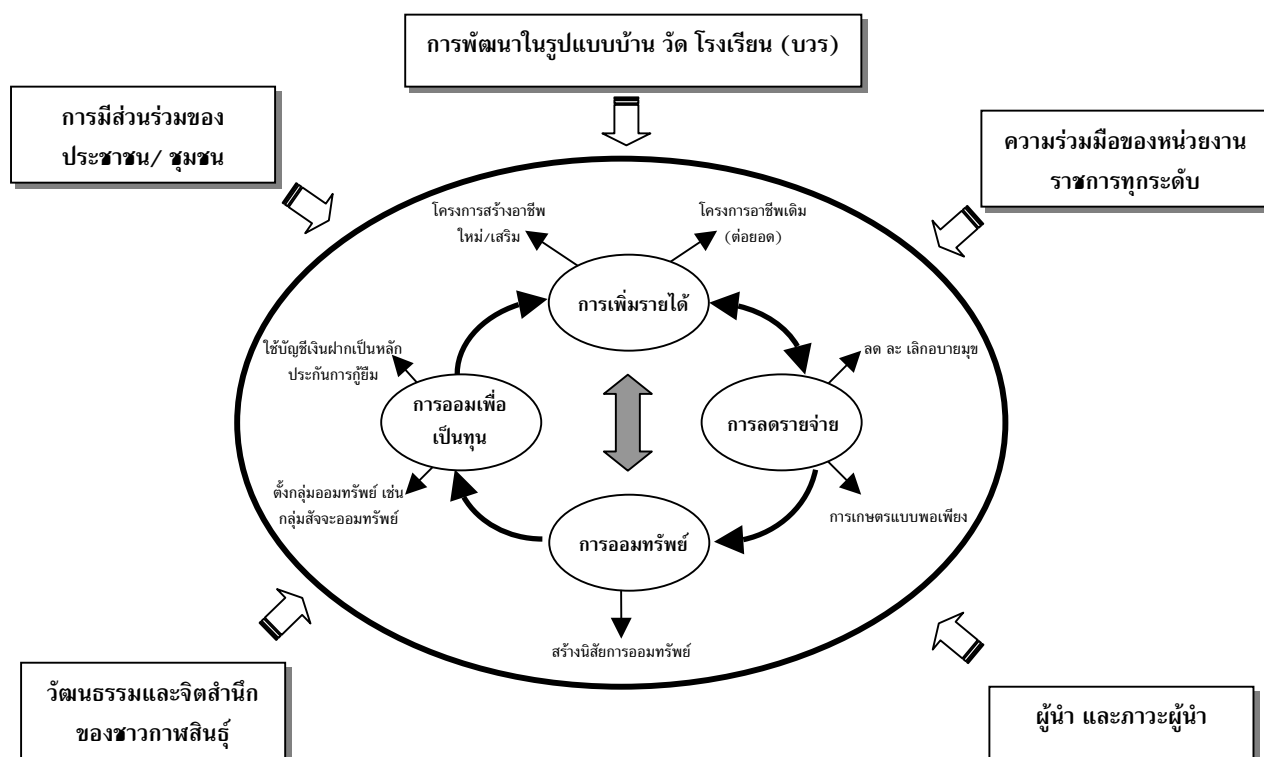 การพัฒนาในรูปแบบบ้าน วัด โรงเรียน (บวร)
การมีส่วนร่วมของ
ประชาชน/ ชุมชน
ความร่วมมือของหน่วยงาน
ราชการทุกระดับ
โครงการสร้างอาชีพ
ใหม่/เสริม
โครงการอาชีพเดิม
(ต่อยอด)
การเพิ่มรายได้
ใช้บัญชีเงินฝากเป็นหลัก
ประกันการกู้ยืม
ลด ละ เลิกอบายมุข
การออมเพื่อ
เป็นทุน
การลดรายจ่าย
ตั้งกลุ่มออมทรัพย์ เช่น
กลุ่มสัจจะออมทรัพย์
การเกษตรแบบพอเพียง
การออมทรัพย์
สร้างนิสัยการออมทรัพย์
วัฒนธรรมและจิตสำนึก
ของชาวกาฬสินธุ์
ผู้นำ และภาวะผู้นำ